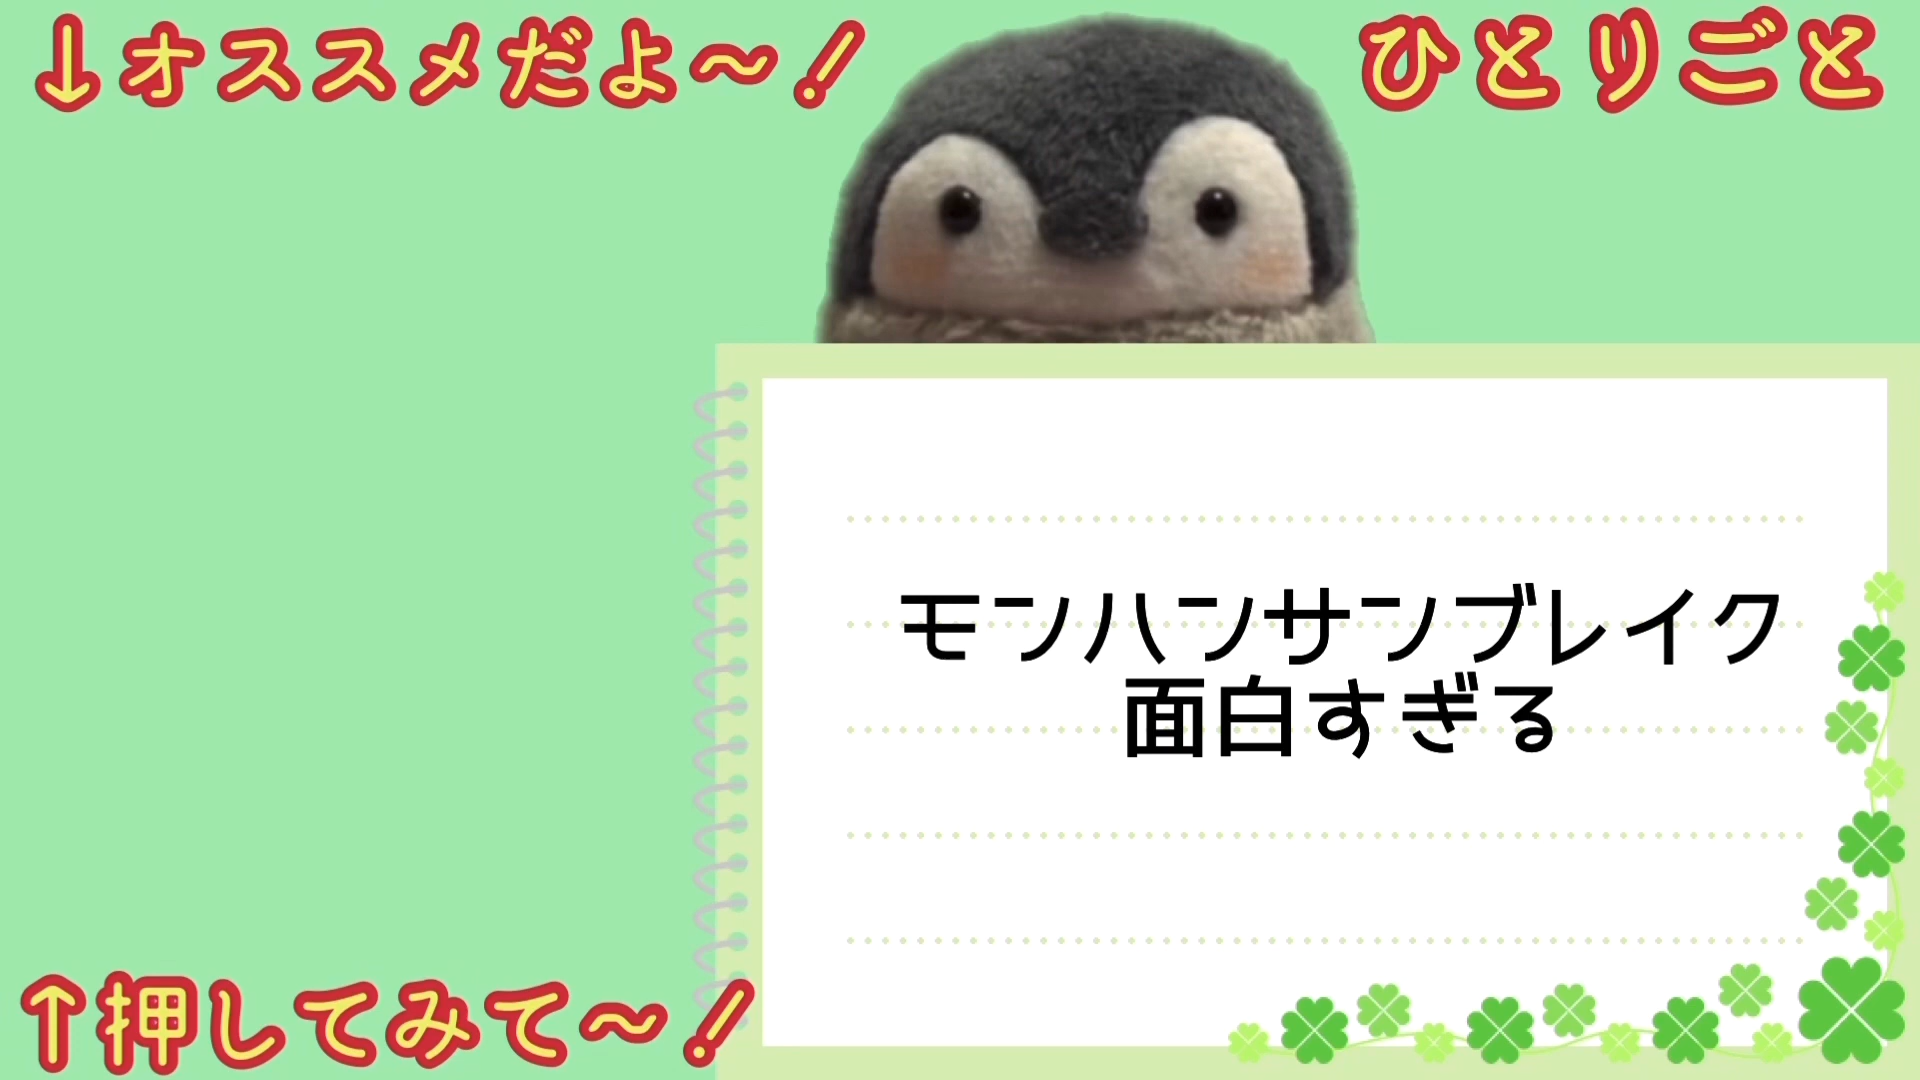 ↓オススメだよ～！
ひとりごと
モンハンサンブレイク
面白すぎる
↑押してみて～！